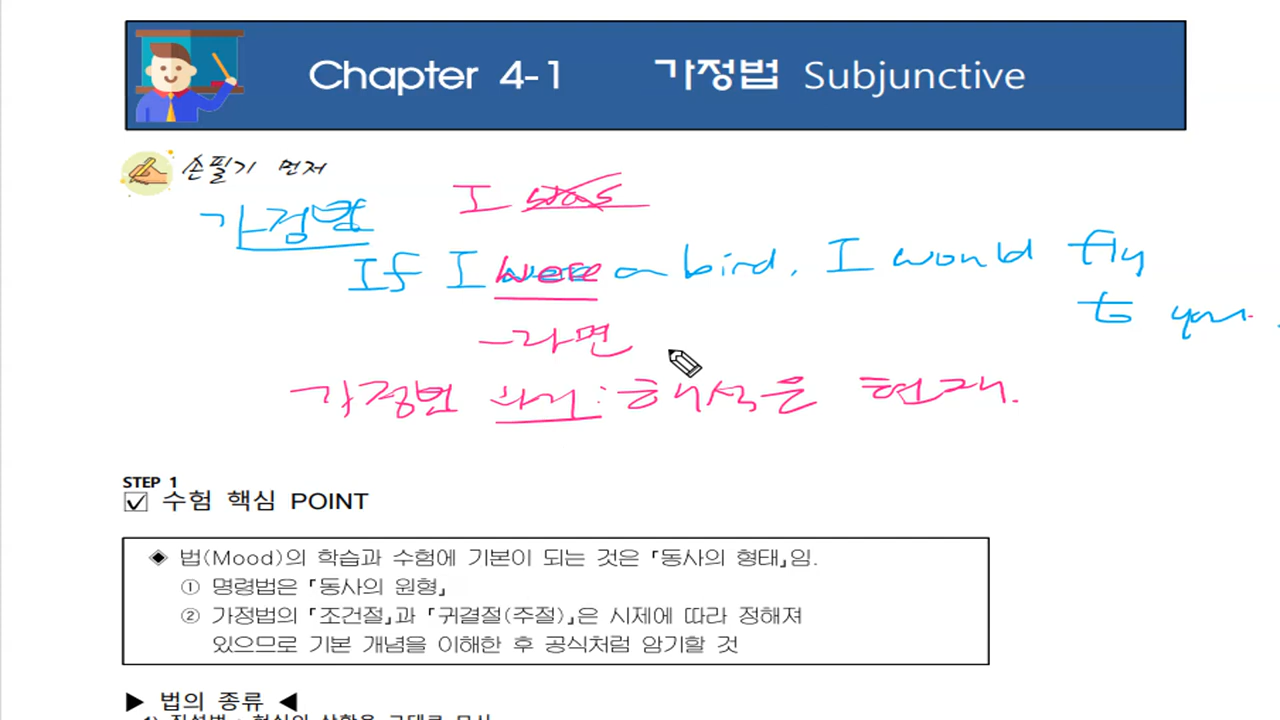 Chapter 4-1 가정법 Subjunctive
손필기 먼저
I was
가정법
If I were a bird, I would fly
to you.
-라면
가정법 과거 : 해석은 현재.
STEP 1
☑ 수험 핵심 POINT
◈ 법(Mood)의 학습과 수험에 기본이 되는 것은 「동사의 형태」임.
① 명령법은 「동사의 원형」
② 가정법의 「조건절」과 「귀결절(주절)」은 시제에 따라 정해져
있으므로 기본 개념을 이해한 후 공식처럼 암기할 것
▶ 법의 종류 ◀